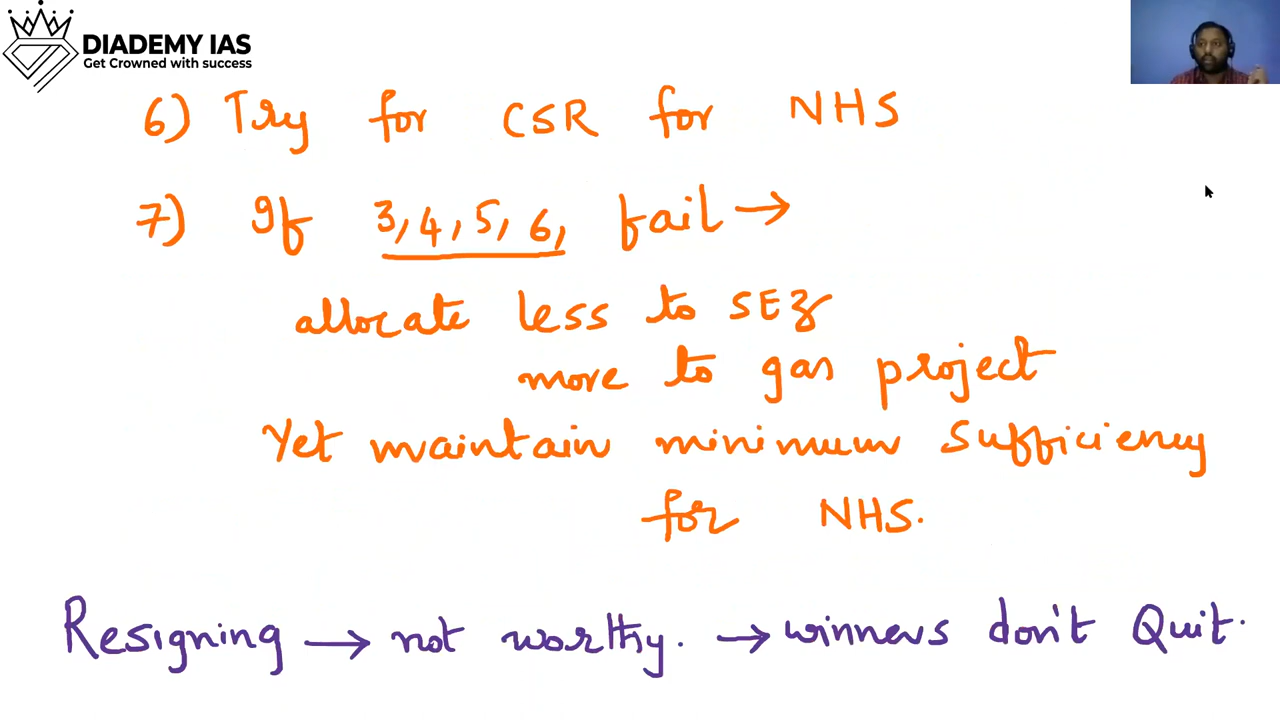 DIADEMY IAS
Get Crowned with success
6) Try for CSR for NHS
7) If 3, 4, 5, 6, fail →
allocate less to SEZ
more to gas project
Yet maintain minimum sufficiency
for NHS.
Resigning → not worthy. → winners don't Quit.